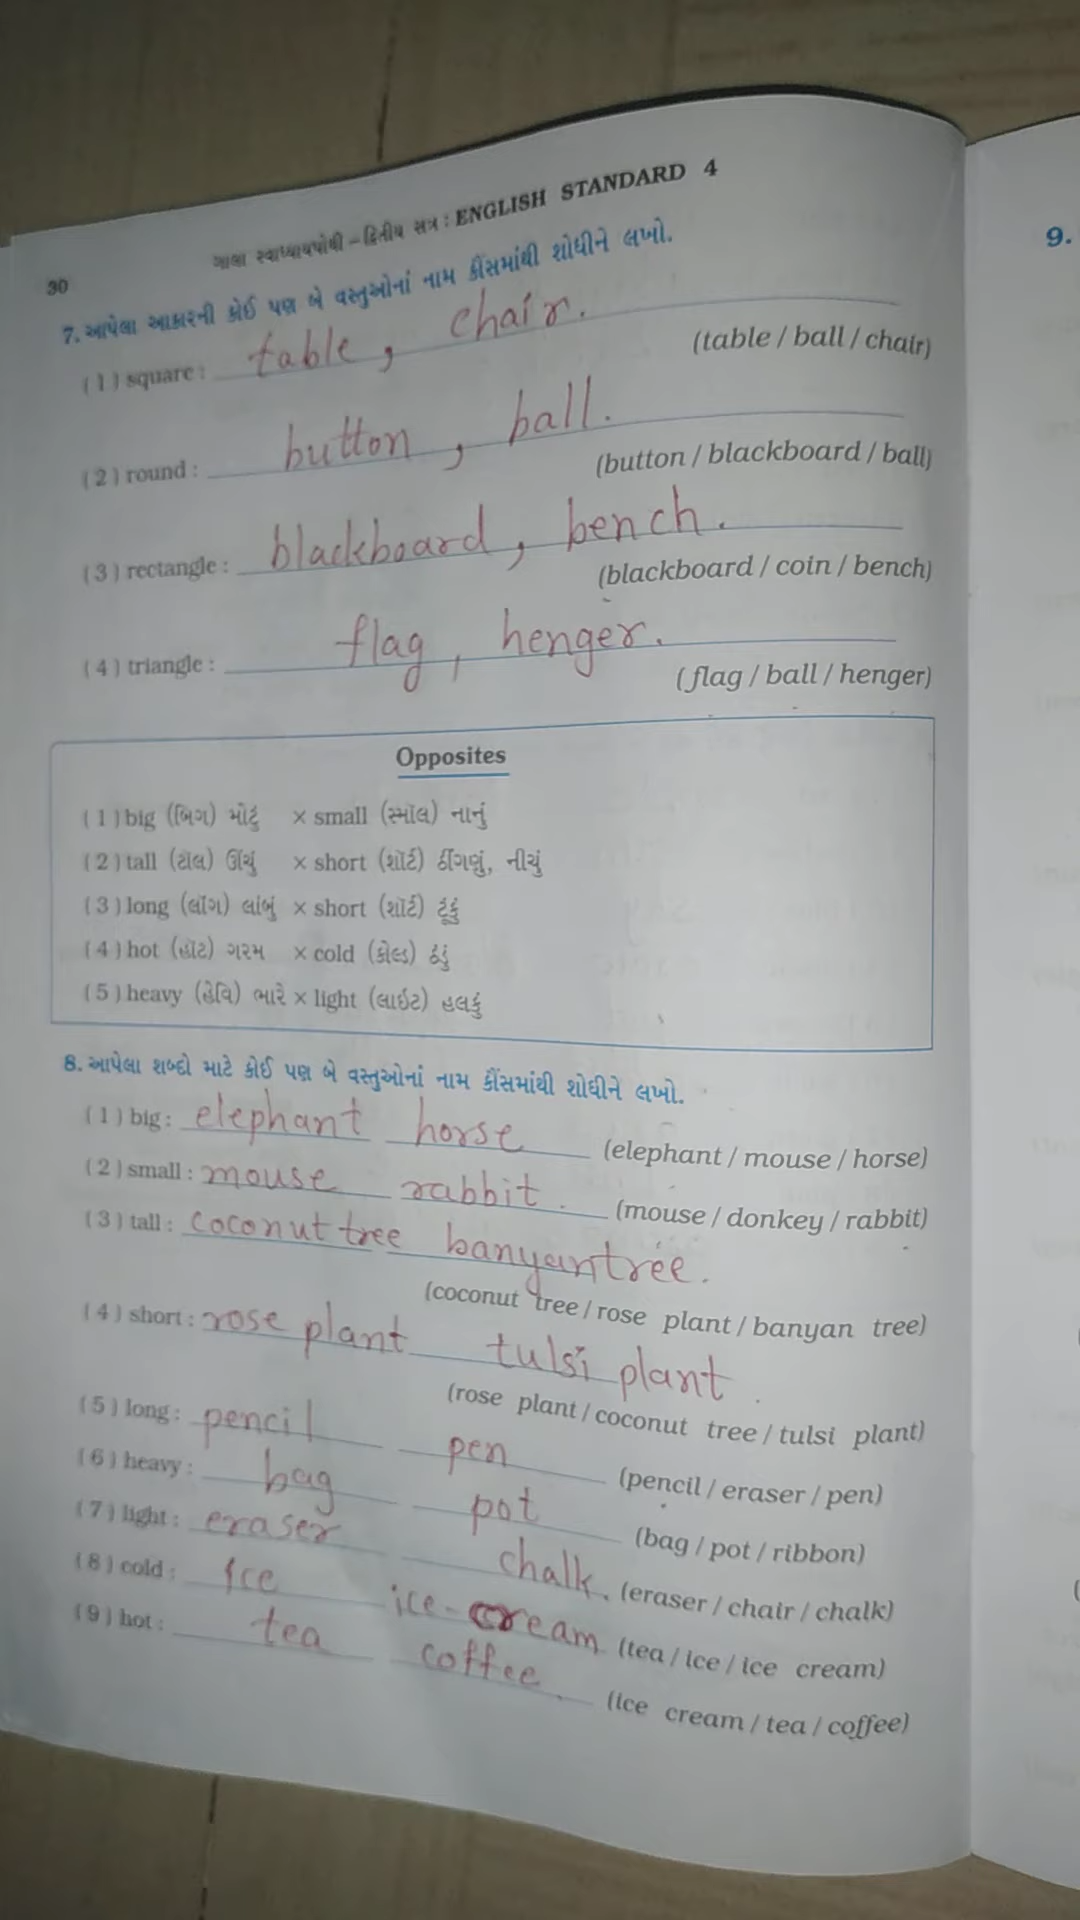 ગાલા સ્વાધ્યાયપોથી – દ્વિતીય સત્ર : ENGLISH STANDARD 4
30
7. આપેલા આકારની કોઈ પણ બે વસ્તુઓનાં નામ કૌંસમાંથી શોધીને લખો.
(1) square : table, chair.
(table / ball / chair)
(2) round : button, ball.
(button / blackboard / ball)
(3) rectangle : blackboard, bench.
(blackboard / coin / bench)
(4) triangle : flag, henger.
(flag / ball / henger)
Opposites
(1) big (બિગ) મોટું × small (સ્મૉલ) નાનું
(2) tall (ટૉલ) ઊંચું × short (શૉર્ટ) ઠીંગણું, નીચું
(3) long (લૉંગ) લાંબું × short (શૉર્ટ) ટૂંકું
(4) hot (હૉટ) ગરમ × cold (કોલ્ડ) ઠંડું
(5) heavy (હેવિ) ભારે × light (લાઇટ) હલકું
8. આપેલા શબ્દો માટે કોઈ પણ બે વસ્તુઓનાં નામ કૌંસમાંથી શોધીને લખો.
(1) big : elephant horse (elephant / mouse / horse)
(2) small : mouse rabbit. (mouse / donkey / rabbit)
(3) tall : coconut tree banyantree.
(coconut tree / rose plant / banyan tree)
(4) short : rose plant tulsi plant.
(rose plant / coconut tree / tulsi plant)
(5) long : pencil pen (pencil / eraser / pen)
(6) heavy : bag pot (bag / pot / ribbon)
(7) light : eraser chalk. (eraser / chair / chalk)
(8) cold : ice ice-cream (tea / ice / ice cream)
(9) hot : tea coffee. (ice cream / tea / coffee)
9.